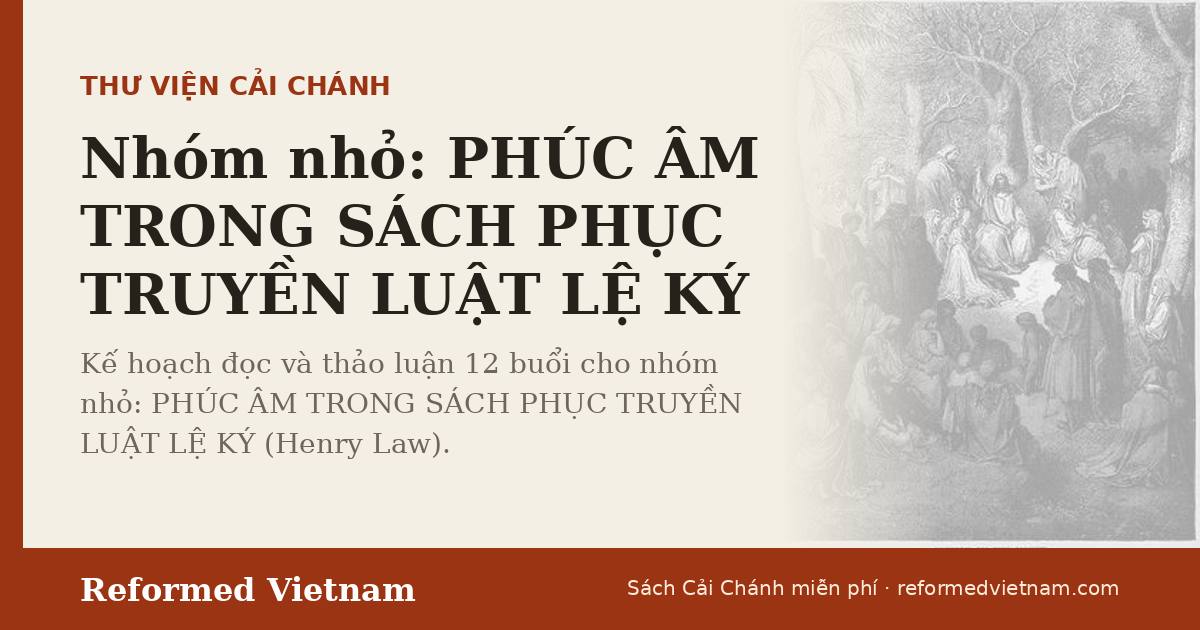 THƯ VIỆN CẢI CHÁNH
Nhóm nhỏ: PHÚC ÂM
TRONG SÁCH PHỤC
TRUYỀN LUẬT LỆ KÝ
Kế hoạch đọc và thảo luận 12 buổi cho nhóm
nhỏ: PHÚC ÂM TRONG SÁCH PHỤC TRUYỀN
LUẬT LỆ KÝ (Henry Law).
Reformed Vietnam
Sách Cải Chánh miễn phí · reformedvietnam.com